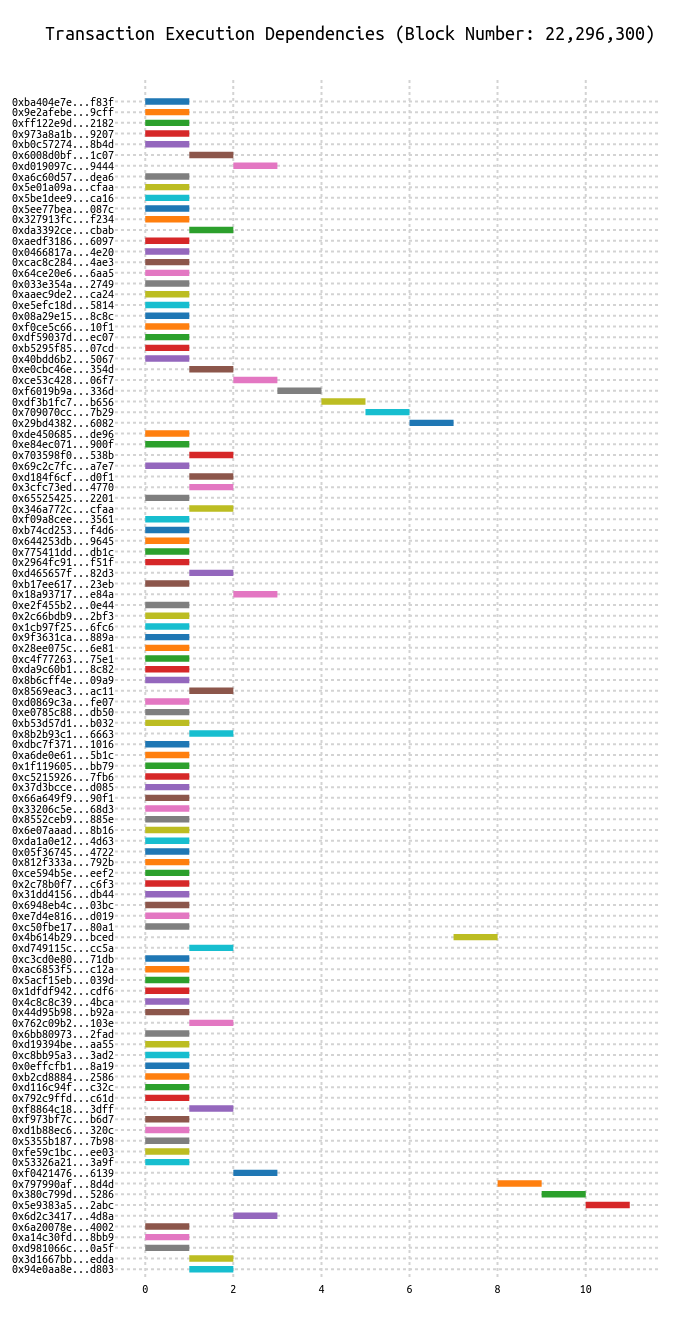 Transaction Execution Dependencies (Block Number: 22,296,300)
0xba404e7e...f83f
0x9e2afebe...9cff
0xff122e9d...2182
0x973a8a1b...9207
0xb0c57274...8b4d
0x6008d0bf...1c07
0xd019097c...9444
0xa6c60d57...dea6
0x5e01a09a...cfaa
0x5be1dee9...ca16
0x5ee77bea...087c
0x327913fc...f234
0xda3392ce...cbab
0xaedf3186...6097
0x0466817a...4e20
0xcac8c284...4ae3
0x64ce20e6...6aa5
0x033e354a...2749
0xaaec9de2...ca24
0xe5efc18d...5814
0x08a29e15...8c8c
0xf0ce5c66...10f1
0xdf59037d...ec07
0xb5295f85...07cd
0x40bdd6b2...5067
0xe0cbc46e...354d
0xce53c428...06f7
0xf6019b9a...336d
0xdf3b1fc7...b656
0x709070cc...7b29
0x29bd4382...6082
0xde450685...de96
0xe84ec071...900f
0x703598f0...538b
0x69c2c7fc...a7e7
0xd184f6cf...d0f1
0x3cfc73ed...4770
0x65525425...2201
0x346a772c...cfaa
0xf09a8cee...3561
0xb74cd253...f4d6
0x644253db...9645
0x775411dd...db1c
0x2964fc91...f51f
0xd465657f...82d3
0xb17ee617...23eb
0x18a93717...e84a
0xe2f455b2...0e44
0x2c66bdb9...2bf3
0x1cb97f25...6fc6
0x9f3631ca...889a
0x28ee075c...6e81
0xc4f77263...75e1
0xda9c60b1...8c82
0x8b6cff4e...09a9
0x8569eac3...ac11
0xd0869c3a...fe07
0xe0785c88...db50
0xb53d57d1...b032
0x8b2b93c1...6663
0xdbc7f371...1016
0xa6de0e61...5b1c
0x1f119605...bb79
0xc5215926...7fb6
0x37d3bcce...d085
0x66a649f9...90f1
0x33206c5e...68d3
0x8552ceb9...885e
0x6e07aaad...8b16
0xda1a0e12...4d63
0x05f36745...4722
0x812f333a...792b
0xce594b5e...eef2
0x2c78b0f7...c6f3
0x31dd4156...db44
0x6948eb4c...03bc
0xe7d4e816...d019
0xc50fbe17...80a1
0x4b614b29...bced
0xd749115c...cc5a
0xc3cd0e80...71db
0xac6853f5...c12a
0x5acf15eb...039d
0x1dfdf942...cdf6
0x4c8c8c39...4bca
0x44d95b98...b92a
0x762c09b2...103e
0x6bb80973...2fad
0xd19394be...aa55
0xc8bb95a3...3ad2
0x0effcfb1...8a19
0xb2cd8884...2586
0xd116c94f...c32c
0x792c9ffd...c61d
0xf8864c18...3dff
0xf973bf7c...b6d7
0xd1b88ec6...320c
0x5355b187...7b98
0xfe59c1bc...ee03
0x53326a21...3a9f
0xf0421476...6139
0x797990af...8d4d
0x380c799d...5286
0x5e9383a5...2abc
0x6d2c3417...4d8a
0x6a20078e...4002
0xa14c30fd...8bb9
0xd981066c...0a5f
0x3d1667bb...edda
0x94e0aa8e...d803
0 2 4 6 8 10